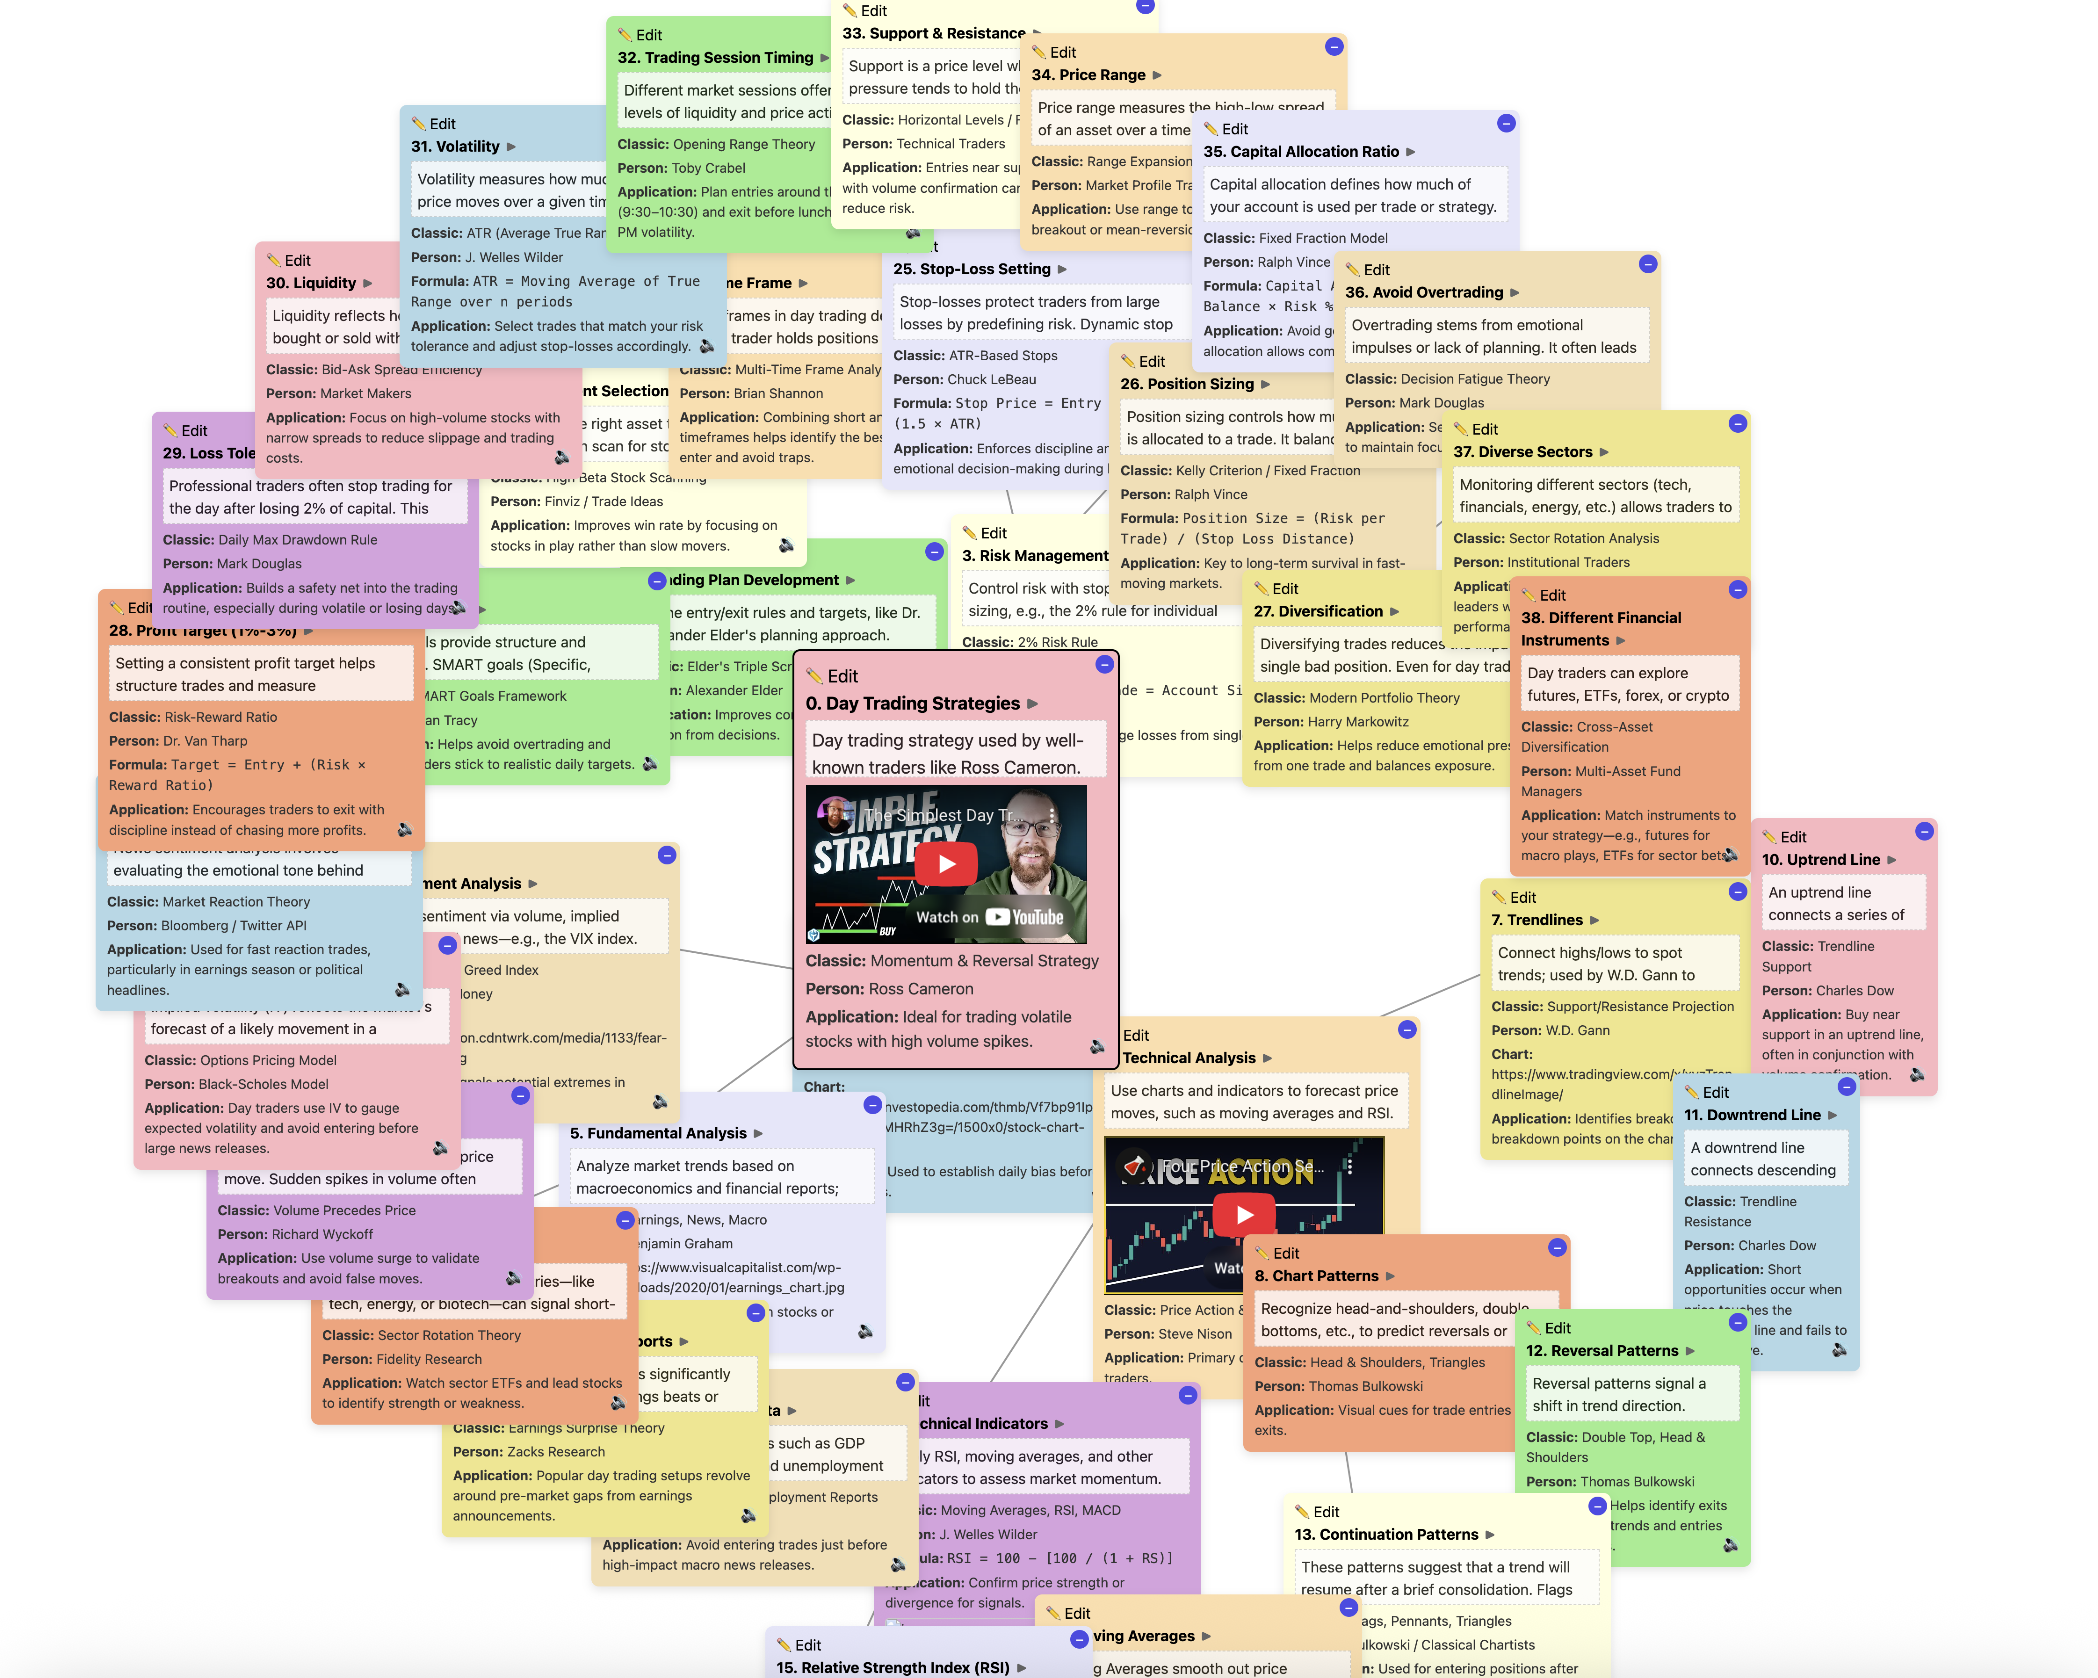 ✏️ Edit
33. Support & Resistance ▶
Support is a price level wh
pressure tends to hold the
Classic: Horizontal Levels / F
Person: Technical Traders
Application: Entries near sup
with volume confirmation can
reduce risk.
✏️ Edit
32. Trading Session Timing ▶
Different market sessions offer
levels of liquidity and price acti
Classic: Opening Range Theory
Person: Toby Crabel
Application: Plan entries around th
(9:30–10:30) and exit before lunch
PM volatility.
✏️ Edit
34. Price Range ▶
Price range measures the high-low spread
of an asset over a time
Classic: Range Expansion
Person: Market Profile Tra
Application: Use range to
breakout or mean-reversio
✏️ Edit
31. Volatility ▶
Volatility measures how muc
price moves over a given tim
Classic: ATR (Average True Ran
Person: J. Welles Wilder
Formula: ATR = Moving Average of True
Range over n periods
Application: Select trades that match your risk
tolerance and adjust stop-losses accordingly.
✏️ Edit
35. Capital Allocation Ratio ▶
Capital allocation defines how much of
your account is used per trade or strategy.
Classic: Fixed Fraction Model
Person: Ralph Vince
Formula: Capital A
Balance × Risk %
Application: Avoid g
allocation allows com
✏️ Edit
30. Liquidity ▶
Liquidity reflects h
bought or sold with
Classic: Bid-Ask Spread Efficiency
Person: Market Makers
Application: Focus on high-volume stocks with
narrow spreads to reduce slippage and trading
costs.
me Frame ▶
frames in day trading de
trader holds positions
Classic: Multi-Time Frame Analy
Person: Brian Shannon
Application: Combining short an
timeframes helps identify the bes
enter and avoid traps.
it
25. Stop-Loss Setting ▶
Stop-losses protect traders from large
losses by predefining risk. Dynamic stop
Classic: ATR-Based Stops
Person: Chuck LeBeau
Formula: Stop Price = Entry
(1.5 × ATR)
Application: Enforces discipline an
emotional decision-making during
✏️ Edit
36. Avoid Overtrading ▶
Overtrading stems from emotional
impulses or lack of planning. It often leads
Classic: Decision Fatigue Theory
Person: Mark Douglas
Application: Se
to maintain focu
✏️ Edit
26. Position Sizing ▶
Position sizing controls how mu
is allocated to a trade. It balanc
Classic: Kelly Criterion / Fixed Fraction
Person: Ralph Vince
Formula: Position Size = (Risk per
Trade) / (Stop Loss Distance)
Application: Key to long-term survival in fast-
moving markets.
nt Selection
e right asset
n scan for sto
Classic: High Beta Stock Scanning
Person: Finviz / Trade Ideas
Application: Improves win rate by focusing on
stocks in play rather than slow movers.
✏️ Edit
29. Loss Tole
Professional traders often stop trading for
the day after losing 2% of capital. This
Classic: Daily Max Drawdown Rule
Person: Mark Douglas
Application: Builds a safety net into the trading
routine, especially during volatile or losing days.
✏️ Edit
37. Diverse Sectors ▶
Monitoring different sectors (tech,
financials, energy, etc.) allows traders to
Classic: Sector Rotation Analysis
Person: Institutional Traders
Applicati
leaders w
performa
✏️ Edit
3. Risk Management
Control risk with stop
sizing, e.g., the 2% rule for individual
Classic: 2% Risk Rule
de = Account Si
ge losses from singl
nding Plan Development ▶
ne entry/exit rules and targets, like Dr.
ander Elder's planning approach.
ic: Elder's Triple Scr
n: Alexander Elder
cation: Improves con
on from decisions.
✏️ Edit
27. Diversification ▶
Diversifying trades reduces the impa
single bad position. Even for day trad
Classic: Modern Portfolio Theory
Person: Harry Markowitz
Application: Helps reduce emotional pres
from one trade and balances exposure.
✏️ Edit
38. Different Financial
Instruments ▶
Day traders can explore
futures, ETFs, forex, or crypto
Classic: Cross-Asset
Diversification
Person: Multi-Asset Fund
Managers
Application: Match instruments to
your strategy—e.g., futures for
macro plays, ETFs for sector bets.
✏️ Edit
28. Profit Target (1%-3%) ▶
Setting a consistent profit target helps
structure trades and measure
Classic: Risk-Reward Ratio
Person: Dr. Van Tharp
Formula: Target = Entry + (Risk ×
Reward Ratio)
Application: Encourages traders to exit with
discipline instead of chasing more profits.
ls provide structure and
. SMART goals (Specific,
MART Goals Framework
an Tracy
n: Helps avoid overtrading and
ders stick to realistic daily targets.
✏️ Edit
0. Day Trading Strategies ▶
Day trading strategy used by well-
known traders like Ross Cameron.
The Simplest Day Tr...
SIMPLE
STRATEGY
BUY
Watch on YouTube
Classic: Momentum & Reversal Strategy
Person: Ross Cameron
Application: Ideal for trading volatile
stocks with high volume spikes.
✏️ Edit
10. Uptrend Line ▶
An uptrend line
connects a series of
Classic: Trendline
Support
Person: Charles Dow
Application: Buy near
support in an uptrend line,
often in conjunction with
volume confirmation.
News sentiment analysis involves
evaluating the emotional tone behind
Classic: Market Reaction Theory
Person: Bloomberg / Twitter API
Application: Used for fast reaction trades,
particularly in earnings season or political
headlines.
ment Analysis ▶
sentiment via volume, implied
news—e.g., the VIX index.
Greed Index
oney
on.cdntwrk.com/media/1133/fear-
g
gnals potential extremes in
✏️ Edit
7. Trendlines ▶
Connect highs/lows to spot
trends; used by W.D. Gann to
Classic: Support/Resistance Projection
Person: W.D. Gann
Chart:
https://www.tradingview.com/x/xyzTren
dlineImage/
Application: Identifies breako
breakdown points on the char
Implied volatility (IV) reflects the market's
forecast of a likely movement in a
Classic: Options Pricing Model
Person: Black-Scholes Model
Application: Day traders use IV to gauge
expected volatility and avoid entering before
large news releases.
Chart:
nvestopedia.com/thmb/Vf7bp91Ip
MHRhZ3g=/1500x0/stock-chart-
Used to establish daily bias befor
s.
Edit
Technical Analysis ▶
Use charts and indicators to forecast price
moves, such as moving averages and RSI.
Four Price Action Se...
PRICE ACTION
Watc
Classic: Price Action &
Person: Steve Nison
Application: Primary d
traders.
✏️ Edit
11. Downtrend Line ▶
A downtrend line
connects descending
Classic: Trendline
Resistance
Person: Charles Dow
Application: Short
opportunities occur when
price touches the
line and fails to
ve.
5. Fundamental Analysis ▶
Analyze market trends based on
macroeconomics and financial reports;
rnings, News, Macro
enjamin Graham
ps://www.visualcapitalist.com/wp-
loads/2020/01/earnings_chart.jpg
n stocks or
price
move. Sudden spikes in volume often
Classic: Volume Precedes Price
Person: Richard Wyckoff
Application: Use volume surge to validate
breakouts and avoid false moves.
✏️ Edit
8. Chart Patterns ▶
Recognize head-and-shoulders, double
bottoms, etc., to predict reversals or
Classic: Head & Shoulders, Triangles
Person: Thomas Bulkowski
Application: Visual cues for trade entries
exits.
ries—like
tech, energy, or biotech—can signal short-
Classic: Sector Rotation Theory
Person: Fidelity Research
Application: Watch sector ETFs and lead stocks
to identify strength or weakness.
✏️ Edit
12. Reversal Patterns ▶
Reversal patterns signal a
shift in trend direction.
Classic: Double Top, Head &
Shoulders
Person: Thomas Bulkowski
Helps identify exits
trends and entries
.
ports ▶
s significantly
ngs beats or
Classic: Earnings Surprise Theory
Person: Zacks Research
Application: Popular day trading setups revolve
around pre-market gaps from earnings
announcements.
ta ▶
s such as GDP
d unemployment
ployment Reports
Application: Avoid entering trades just before
high-impact macro news releases.
lit
chnical Indicators ▶
ly RSI, moving averages, and other
cators to assess market momentum.
sic: Moving Averages, RSI, MACD
on: J. Welles Wilder
ula: RSI = 100 − [100 / (1 + RS)]
Application: Confirm price strength or
divergence for signals.
✏️ Edit
13. Continuation Patterns ▶
These patterns suggest that a trend will
resume after a brief consolidation. Flags
ags, Pennants, Triangles
ulkowski / Classical Chartists
n: Used for entering positions after
✏️ Edit
ving Averages ▶
g Averages smooth out price
✏️ Edit
15. Relative Strength Index (RSI) ▶